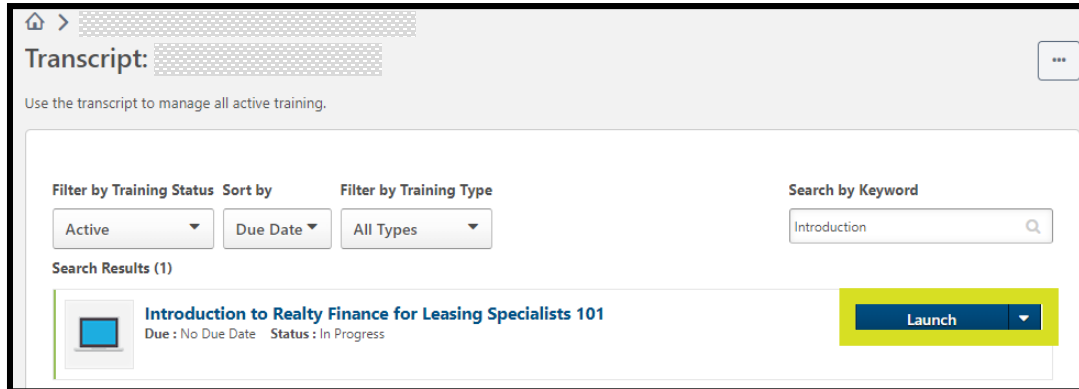 Transcript:
Use the transcript to manage all active training.
Filter by Training Status Sort by Filter by Training Type Search by Keyword
Active Due Date All Types Introduction
Search Results (1)
Introduction to Realty Finance for Leasing Specialists 101
Launch
Due : No Due Date Status : In Progress